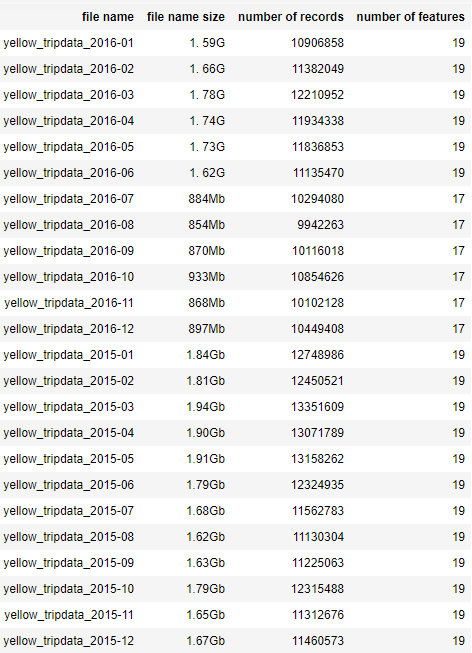 file name file name size number of records number of features
yellow_tripdata_2016-01 1. 59G 10906858 19
yellow_tripdata_2016-02 1. 66G 11382049 19
yellow_tripdata_2016-03 1. 78G 12210952 19
yellow_tripdata_2016-04 1. 74G 11934338 19
yellow_tripdata_2016-05 1. 73G 11836853 19
yellow_tripdata_2016-06 1. 62G 11135470 19
yellow_tripdata_2016-07 884Mb 10294080 17
yellow_tripdata_2016-08 854Mb 9942263 17
yellow_tripdata_2016-09 870Mb 10116018 17
yellow_tripdata_2016-10 933Mb 10854626 17
yellow_tripdata_2016-11 868Mb 10102128 17
yellow_tripdata_2016-12 897Mb 10449408 17
yellow_tripdata_2015-01 1.84Gb 12748986 19
yellow_tripdata_2015-02 1.81Gb 12450521 19
yellow_tripdata_2015-03 1.94Gb 13351609 19
yellow_tripdata_2015-04 1.90Gb 13071789 19
yellow_tripdata_2015-05 1.91Gb 13158262 19
yellow_tripdata_2015-06 1.79Gb 12324935 19
yellow_tripdata_2015-07 1.68Gb 11562783 19
yellow_tripdata_2015-08 1.62Gb 11130304 19
yellow_tripdata_2015-09 1.63Gb 11225063 19
yellow_tripdata_2015-10 1.79Gb 12315488 19
yellow_tripdata_2015-11 1.65Gb 11312676 19
yellow_tripdata_2015-12 1.67Gb 11460573 19